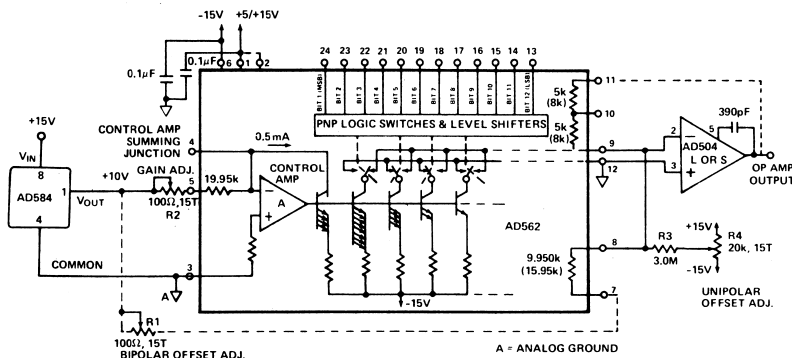 -15V
+5/+15V
0.1µF
0.1µF
6
1
2
24
23
22
21
20
19
18
17
16
15
14
13
BIT 1 (MSB)
BIT 2
BIT 3
BIT 4
BIT 5
BIT 6
BIT 7
BIT 8
BIT 9
BIT 10
BIT 11
BIT 12 (LSB)
PNP LOGIC SWITCHES & LEVEL SHIFTERS
5k
(8k)
5k
(8k)
11
10
9
12
390pF
2
5
AD504
L OR S
3
OP AMP
OUTPUT
+15V
VIN
8
AD584
1
VOUT
4
+10V
CONTROL AMP
SUMMING
JUNCTION
4
0.5mA
GAIN ADJ.
5
100Ω,15T
R2
19.95k
CONTROL
AMP
A
AD562
COMMON
3
A
-15V
9.950k
(15.95k)
8
7
R3
3.0M
+15V
R4
20k, 15T
-15V
UNIPOLAR
OFFSET ADJ.
R1
100Ω, 15T
BIPOLAR OFFSET ADJ.
A = ANALOG GROUND